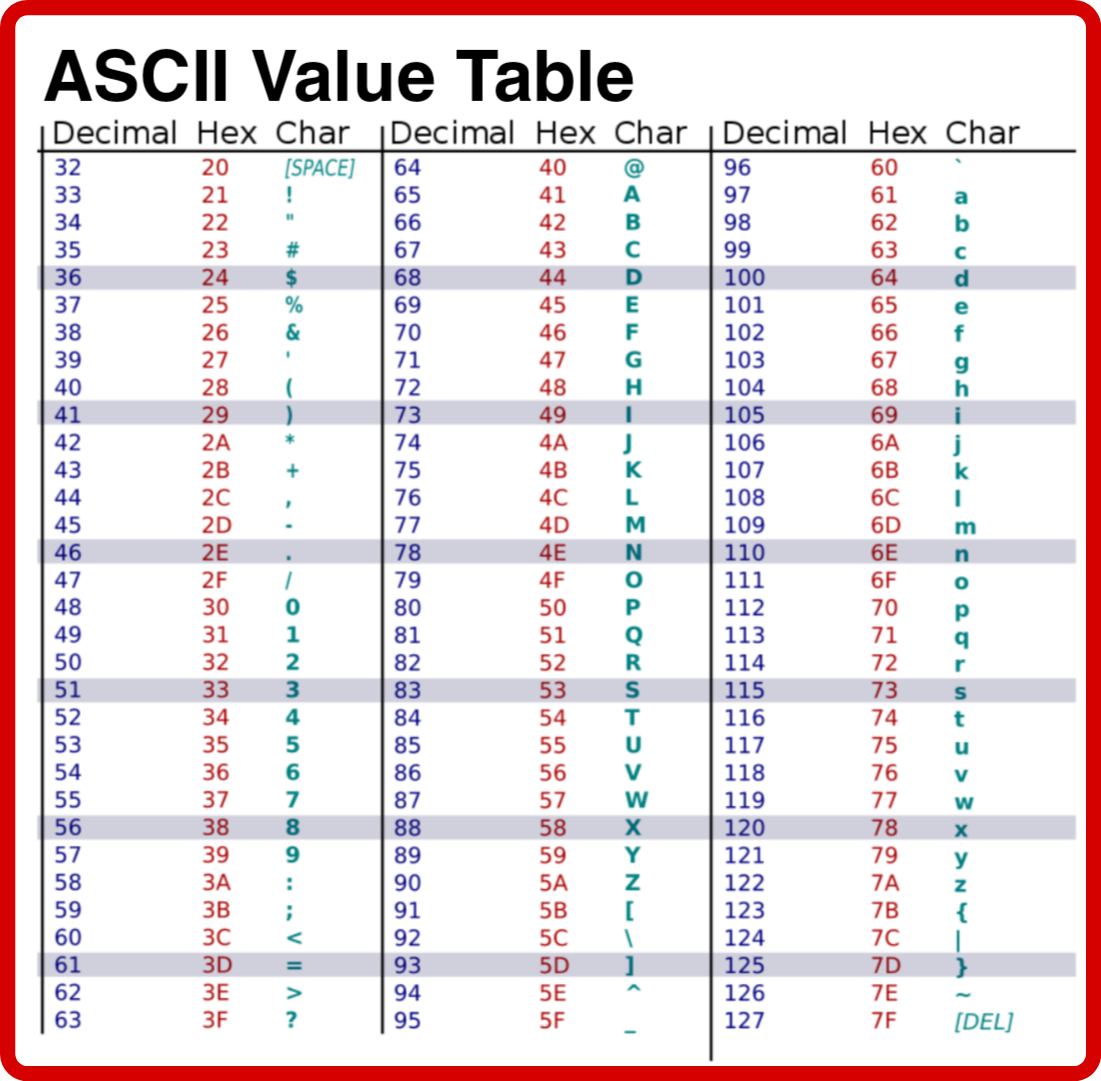 ASCII Value Table
Decimal Hex Char Decimal Hex Char Decimal Hex Char
32 20 [SPACE] 64 40 @ 96 60 `
33 21 ! 65 41 A 97 61 a
34 22 " 66 42 B 98 62 b
35 23 # 67 43 C 99 63 c
36 24 $ 68 44 D 100 64 d
37 25 % 69 45 E 101 65 e
38 26 & 70 46 F 102 66 f
39 27 ' 71 47 G 103 67 g
40 28 ( 72 48 H 104 68 h
41 29 ) 73 49 I 105 69 i
42 2A * 74 4A J 106 6A j
43 2B + 75 4B K 107 6B k
44 2C , 76 4C L 108 6C l
45 2D - 77 4D M 109 6D m
46 2E . 78 4E N 110 6E n
47 2F / 79 4F O 111 6F o
48 30 0 80 50 P 112 70 p
49 31 1 81 51 Q 113 71 q
50 32 2 82 52 R 114 72 r
51 33 3 83 53 S 115 73 s
52 34 4 84 54 T 116 74 t
53 35 5 85 55 U 117 75 u
54 36 6 86 56 V 118 76 v
55 37 7 87 57 W 119 77 w
56 38 8 88 58 X 120 78 x
57 39 9 89 59 Y 121 79 y
58 3A : 90 5A Z 122 7A z
59 3B ; 91 5B [ 123 7B {
60 3C < 92 5C \ 124 7C |
61 3D = 93 5D ] 125 7D }
62 3E > 94 5E ^ 126 7E ~
63 3F ? 95 5F _ 127 7F [DEL]